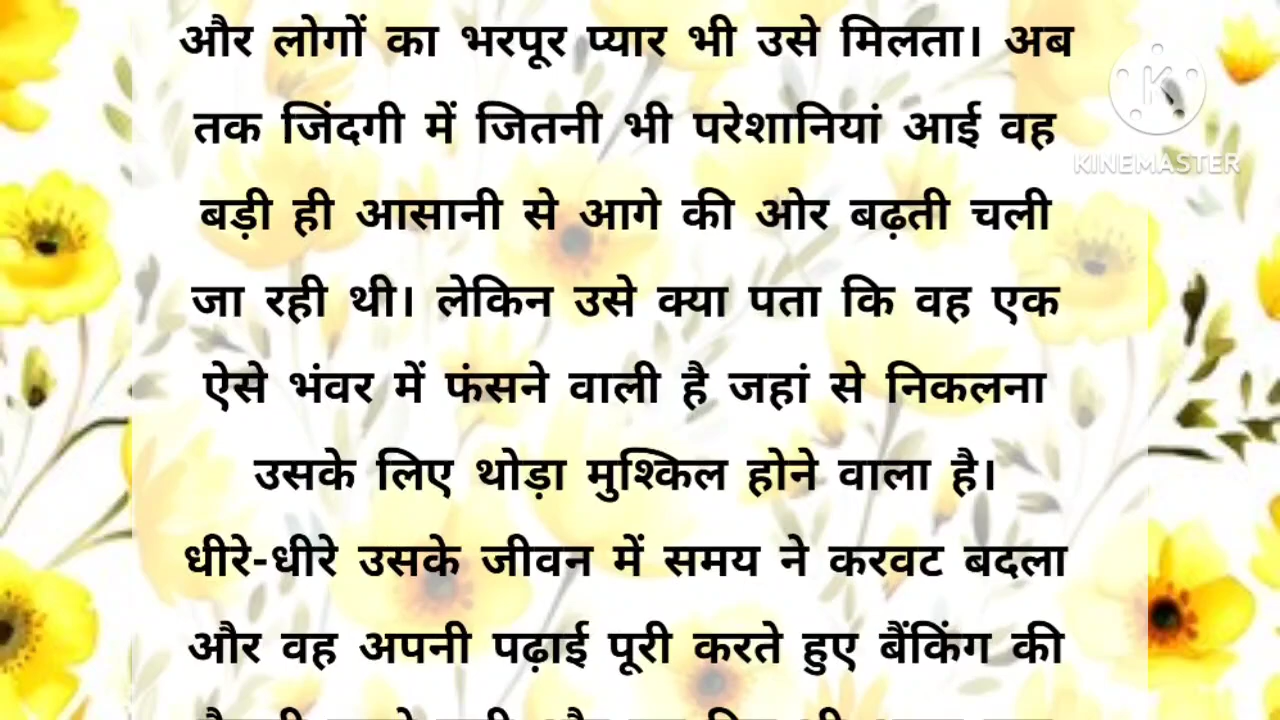 और लोगों का भरपूर प्यार भी उसे मिलता। अब
तक जिंदगी में जितनी भी परेशानियां आई वह
बड़ी ही आसानी से आगे की ओर बढ़ती चली
जा रही थी। लेकिन उसे क्या पता कि वह एक
ऐसे भंवर में फंसने वाली है जहां से निकलना
उसके लिए थोड़ा मुश्किल होने वाला है।
धीरे-धीरे उसके जीवन में समय ने करवट बदला
और वह अपनी पढ़ाई पूरी करते हुए बैंकिंग की
K
KINEMASTER